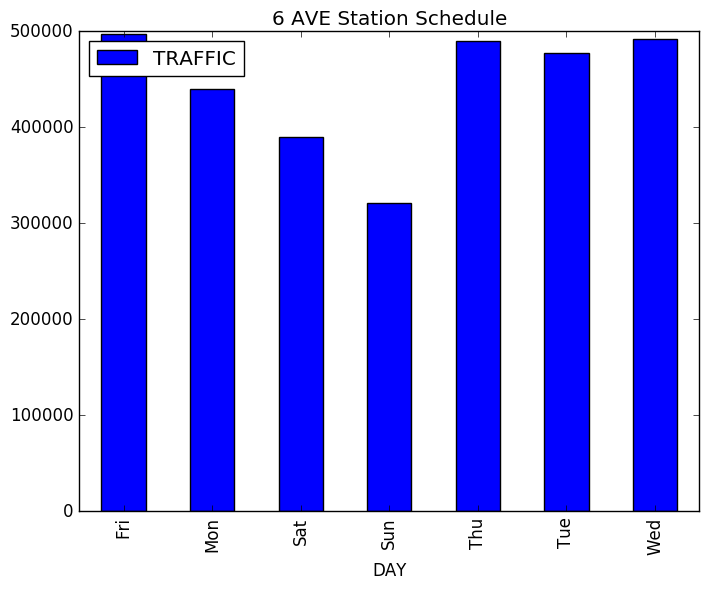 6 AVE Station Schedule
500000
400000
300000
200000
100000
0
TRAFFIC
Fri
Mon
Sat
Sun
Thu
Tue
Wed
DAY